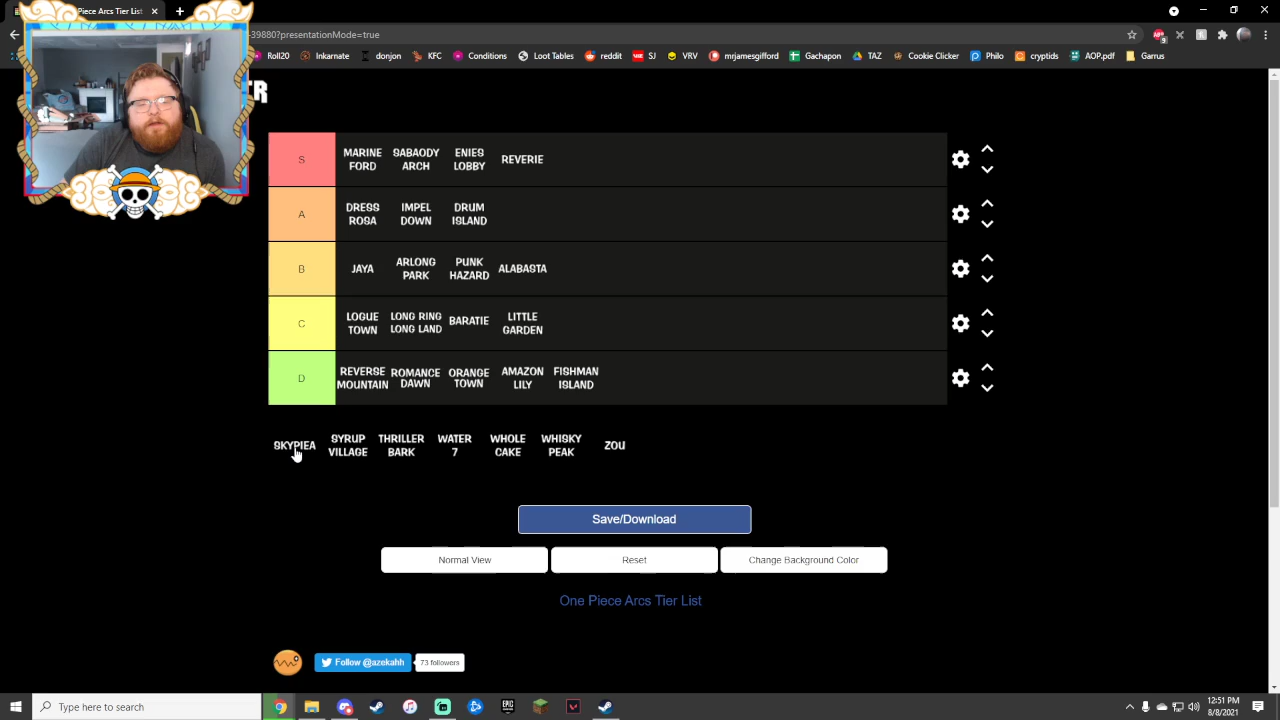 Piece Arcs Tier List
39880?presentationMode=true
Roll20 Inkarnate donjon KFC Conditions Loot Tables reddit SJ VRV mrjamesgifford Gachapon TAZ Cookie Clicker Philo cryptids AOP.pdf Garrus
ER
S
MARINE FORD
SABAODY ARCH
ENIES LOBBY
REVERIE
A
DRESS ROSA
IMPEL DOWN
DRUM ISLAND
B
JAYA
ARLONG PARK
PUNK HAZARD
ALABASTA
C
LOGUE TOWN
LONG RING LONG LAND
BARATIE
LITTLE GARDEN
D
REVERSE MOUNTAIN
ROMANCE DAWN
ORANGE TOWN
AMAZON LILY
FISHMAN ISLAND
SKYPIEA
SYRUP VILLAGE
THRILLER BARK
WATER 7
WHOLE CAKE
WHISKY PEAK
ZOU
Save/Download
Normal View Reset Change Background Color
One Piece Arcs Tier List
Follow @azekahh 73 followers
Type here to search
12:51 PM
8/8/2021